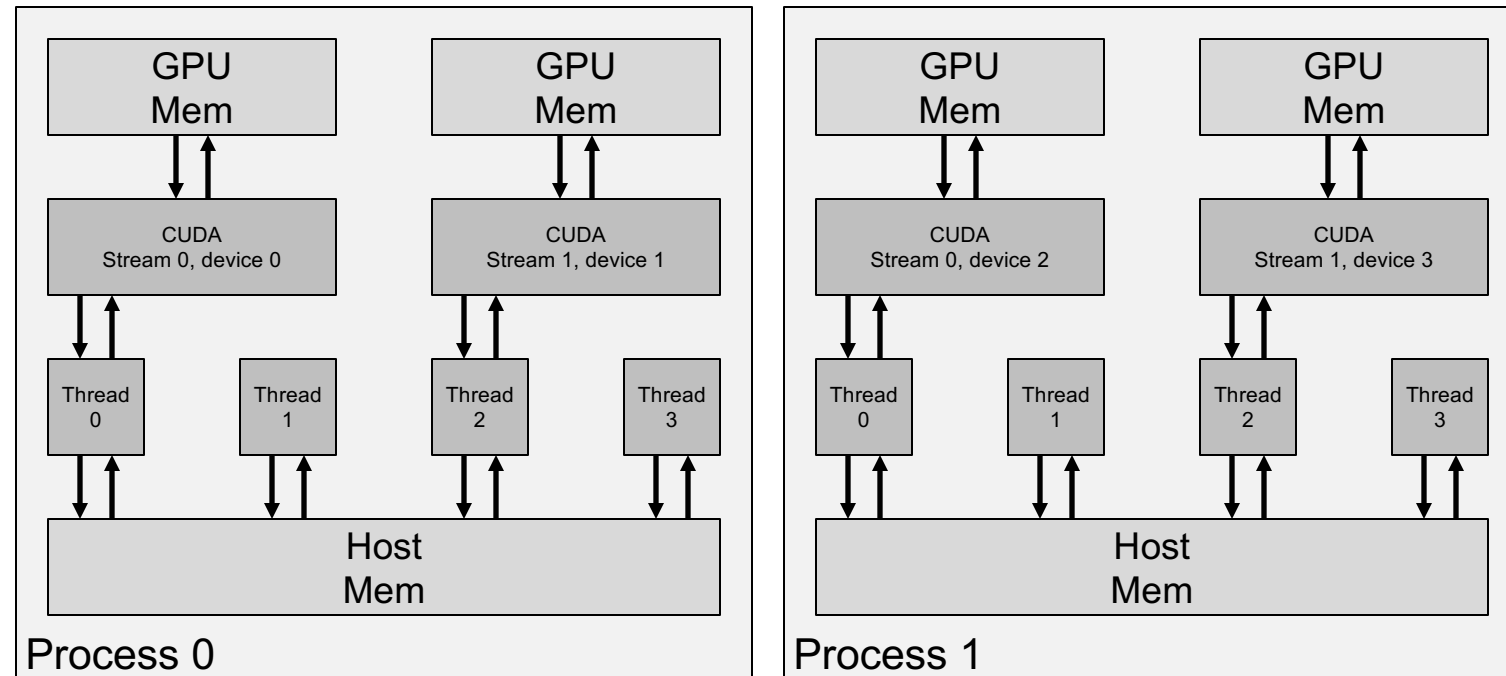 GPU
Mem
GPU
Mem
CUDA
Stream 0, device 0
CUDA
Stream 1, device 1
Thread
0
Thread
1
Thread
2
Thread
3
Host
Mem
Process 0
GPU
Mem
GPU
Mem
CUDA
Stream 0, device 2
CUDA
Stream 1, device 3
Thread
0
Thread
1
Thread
2
Thread
3
Host
Mem
Process 1